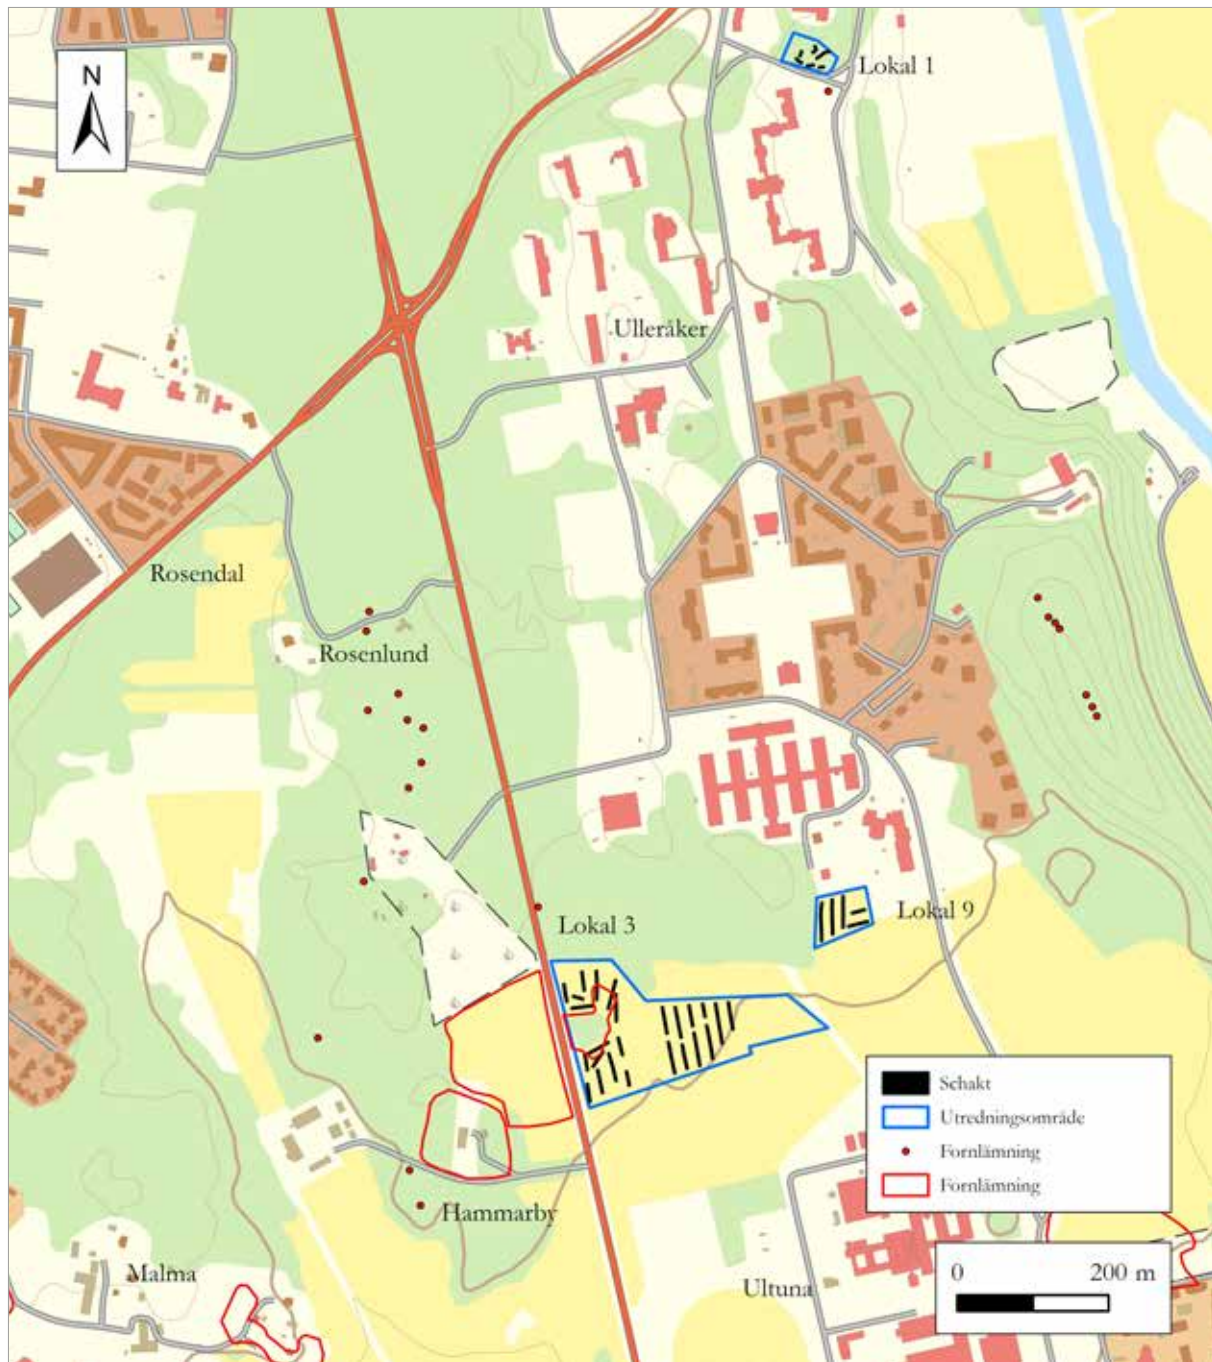 N
Lokal 1
Ulleråker
Rosendal
Rosenlund
Lokal 3
Lokal 9
Schakt
Utredningsområde
Fornlämning
Fornlämning
Hammarby
Malma
Ultuna
0 200 m